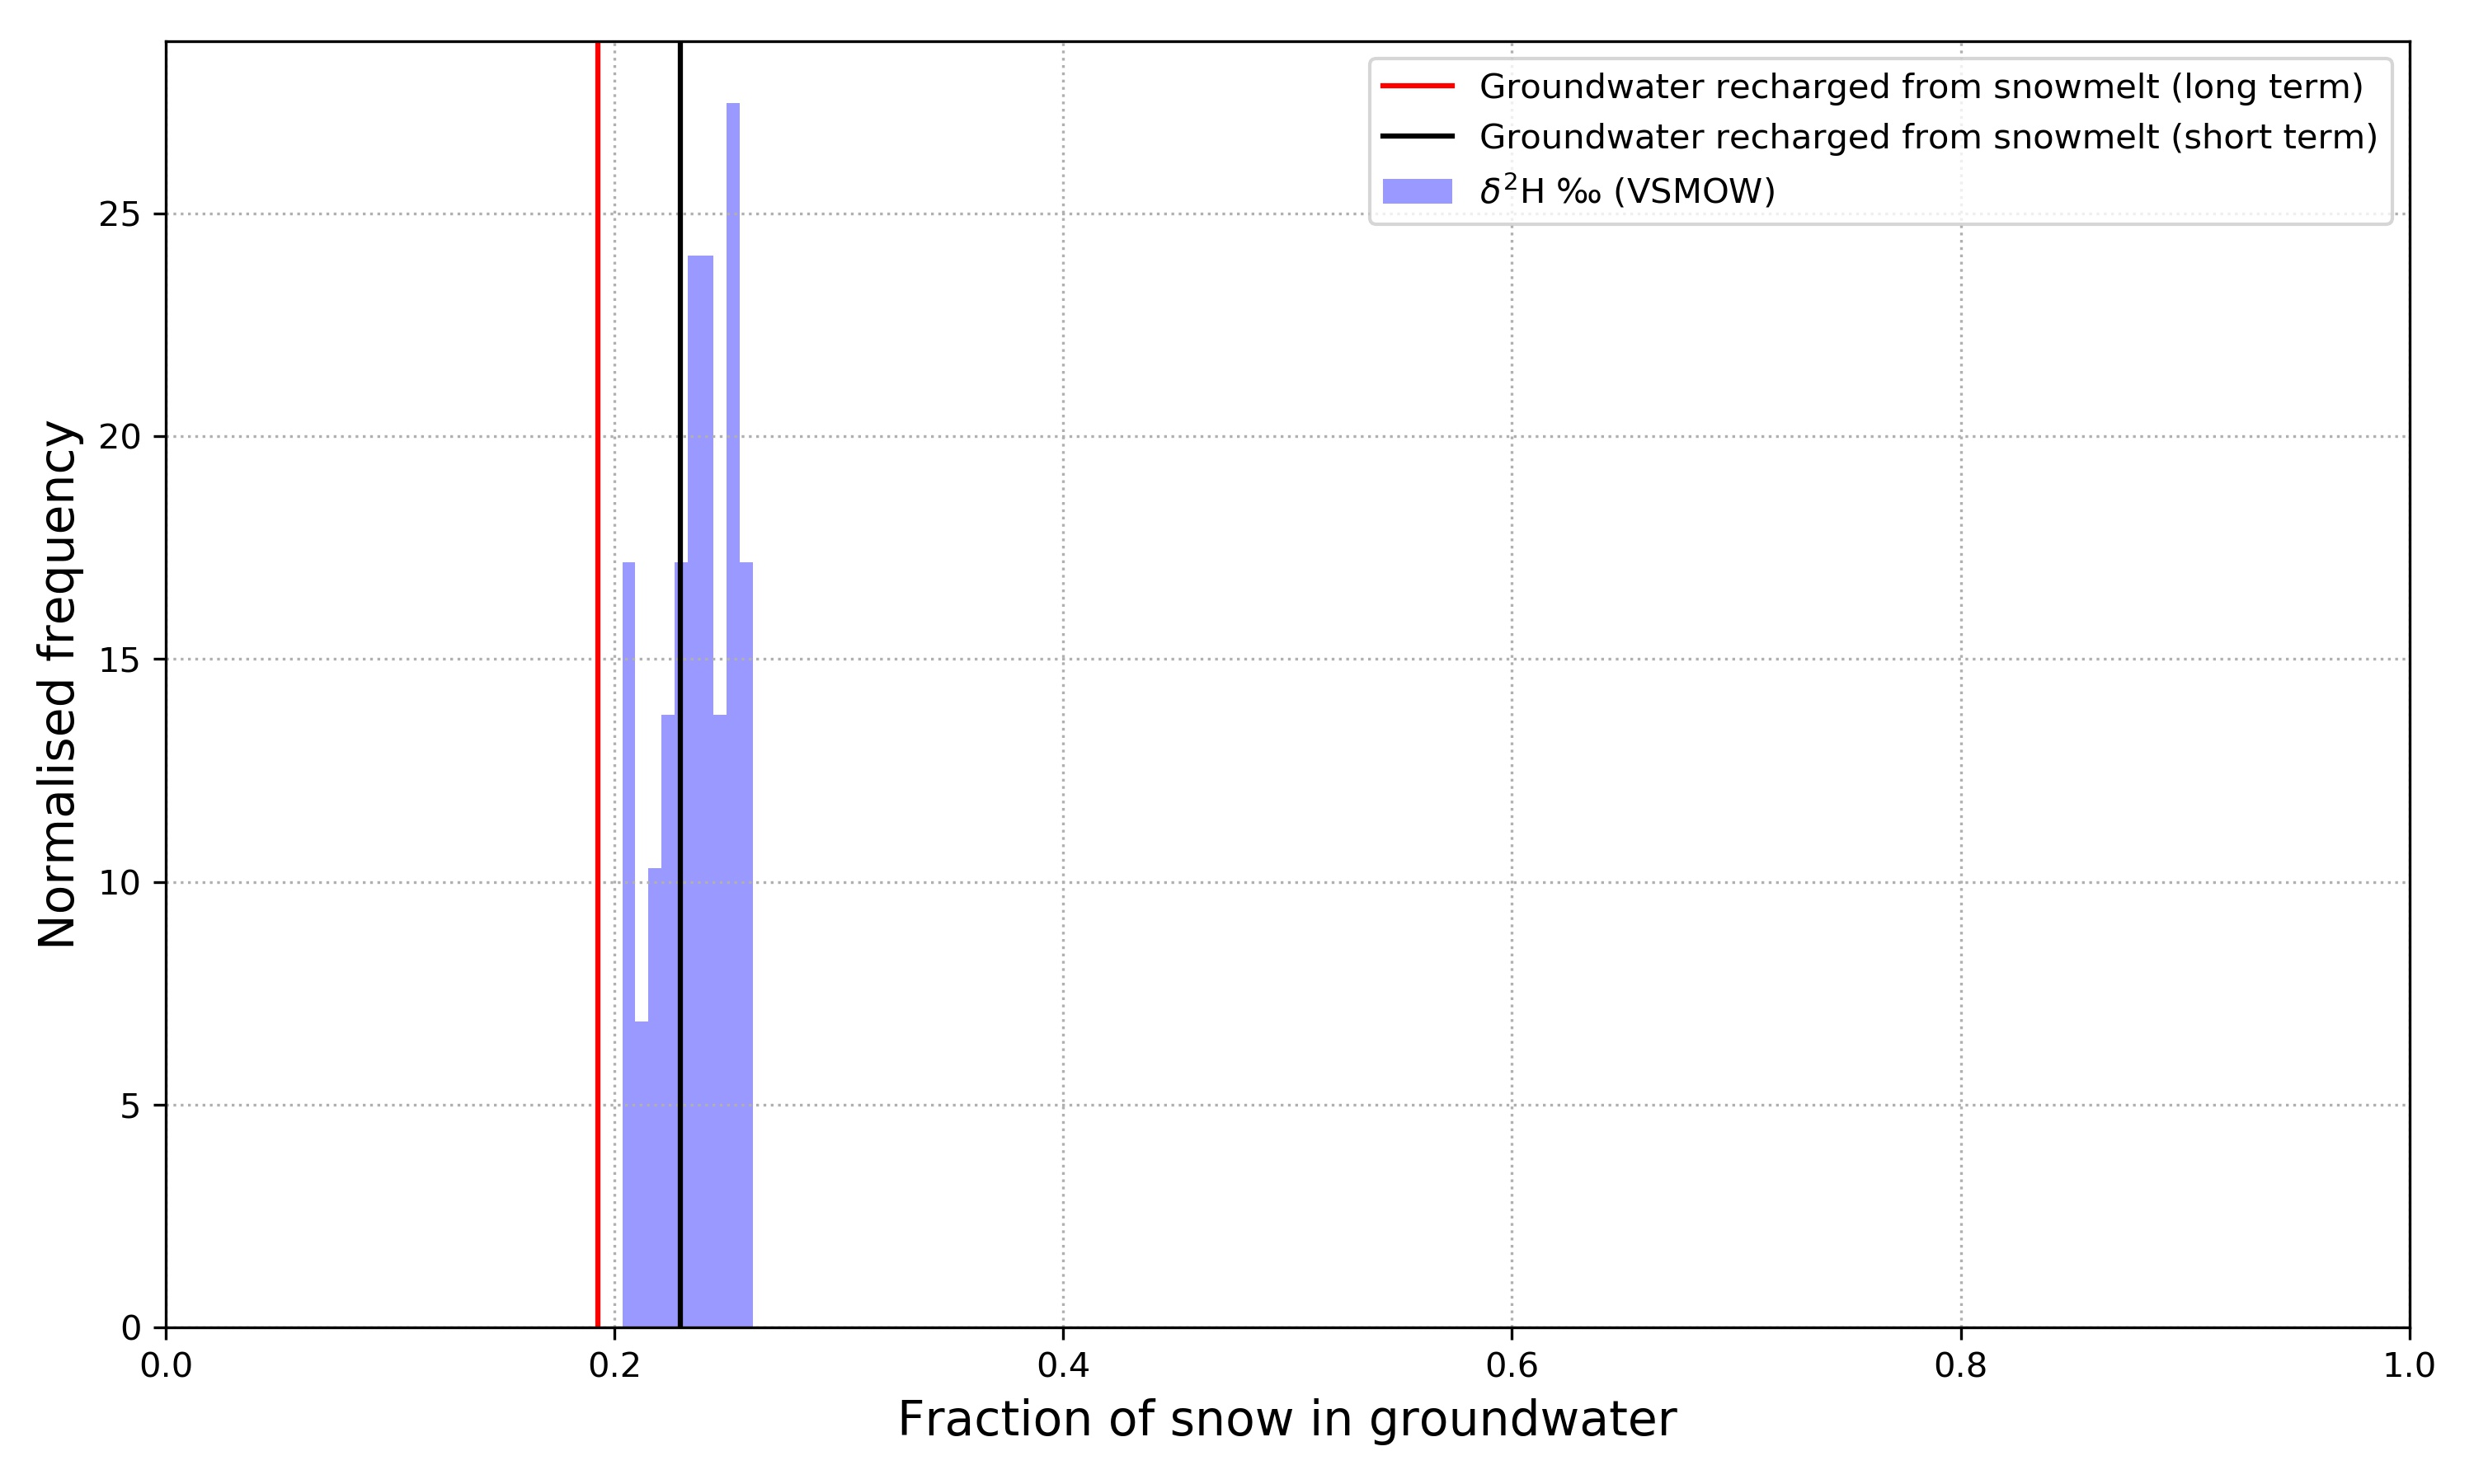 Groundwater recharged from snowmelt (long term)
Groundwater recharged from snowmelt (short term)
δ²H ‰ (VSMOW)
Normalised frequency
25
20
15
10
5
0
0.0 0.2 0.4 0.6 0.8 1.0
Fraction of snow in groundwater